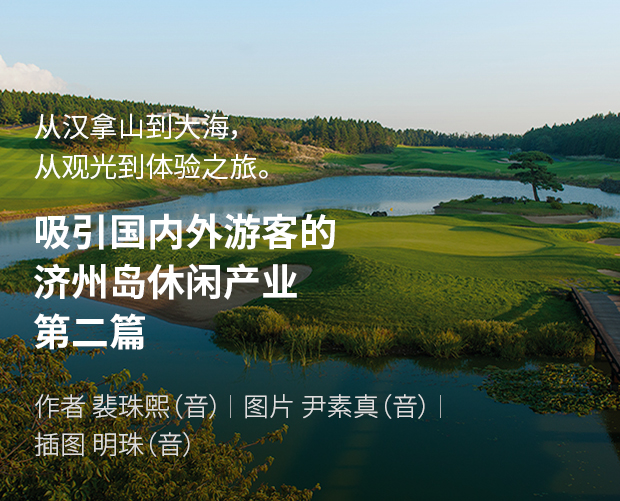 从汉拿山到大海，
从观光到体验之旅。
吸引国内外游客的
济州岛休闲产业
第二篇
作者 裴珠熙（音）｜图片 尹素真（音）｜
插图 明珠（音）